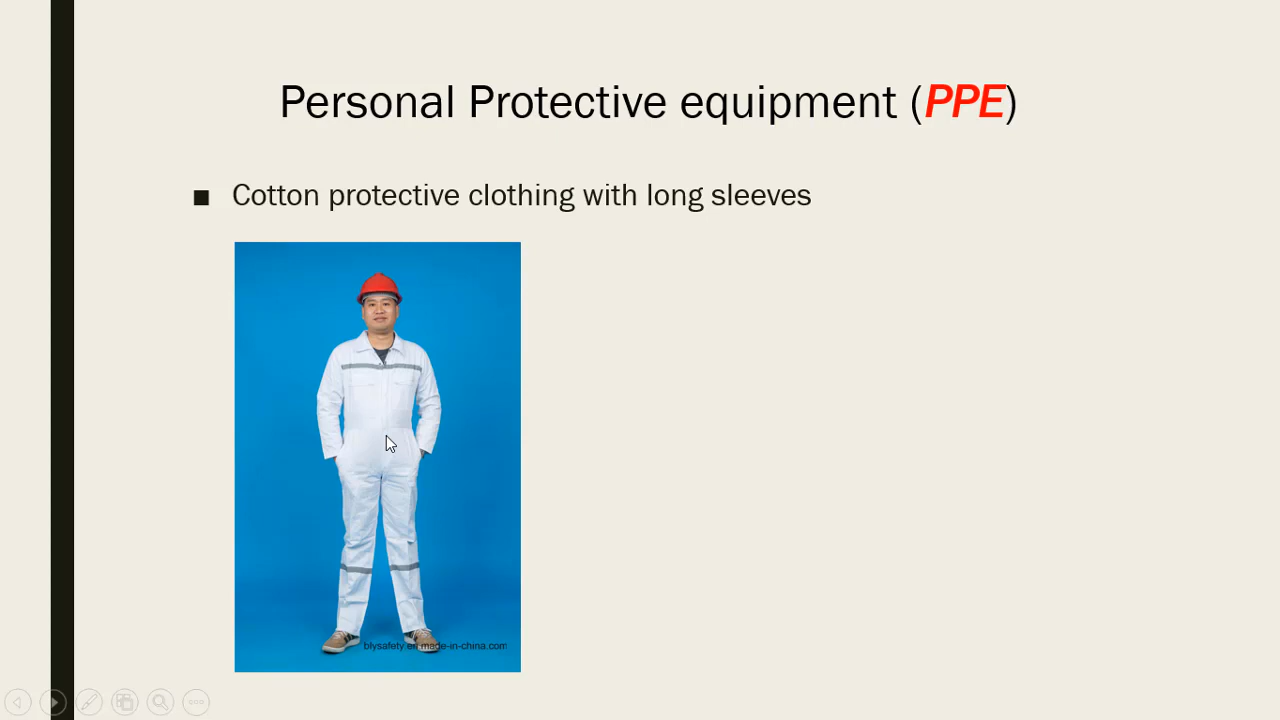 Personal Protective equipment (PPE)
■ Cotton protective clothing with long sleeves
blysafety.en.made-in-china.com